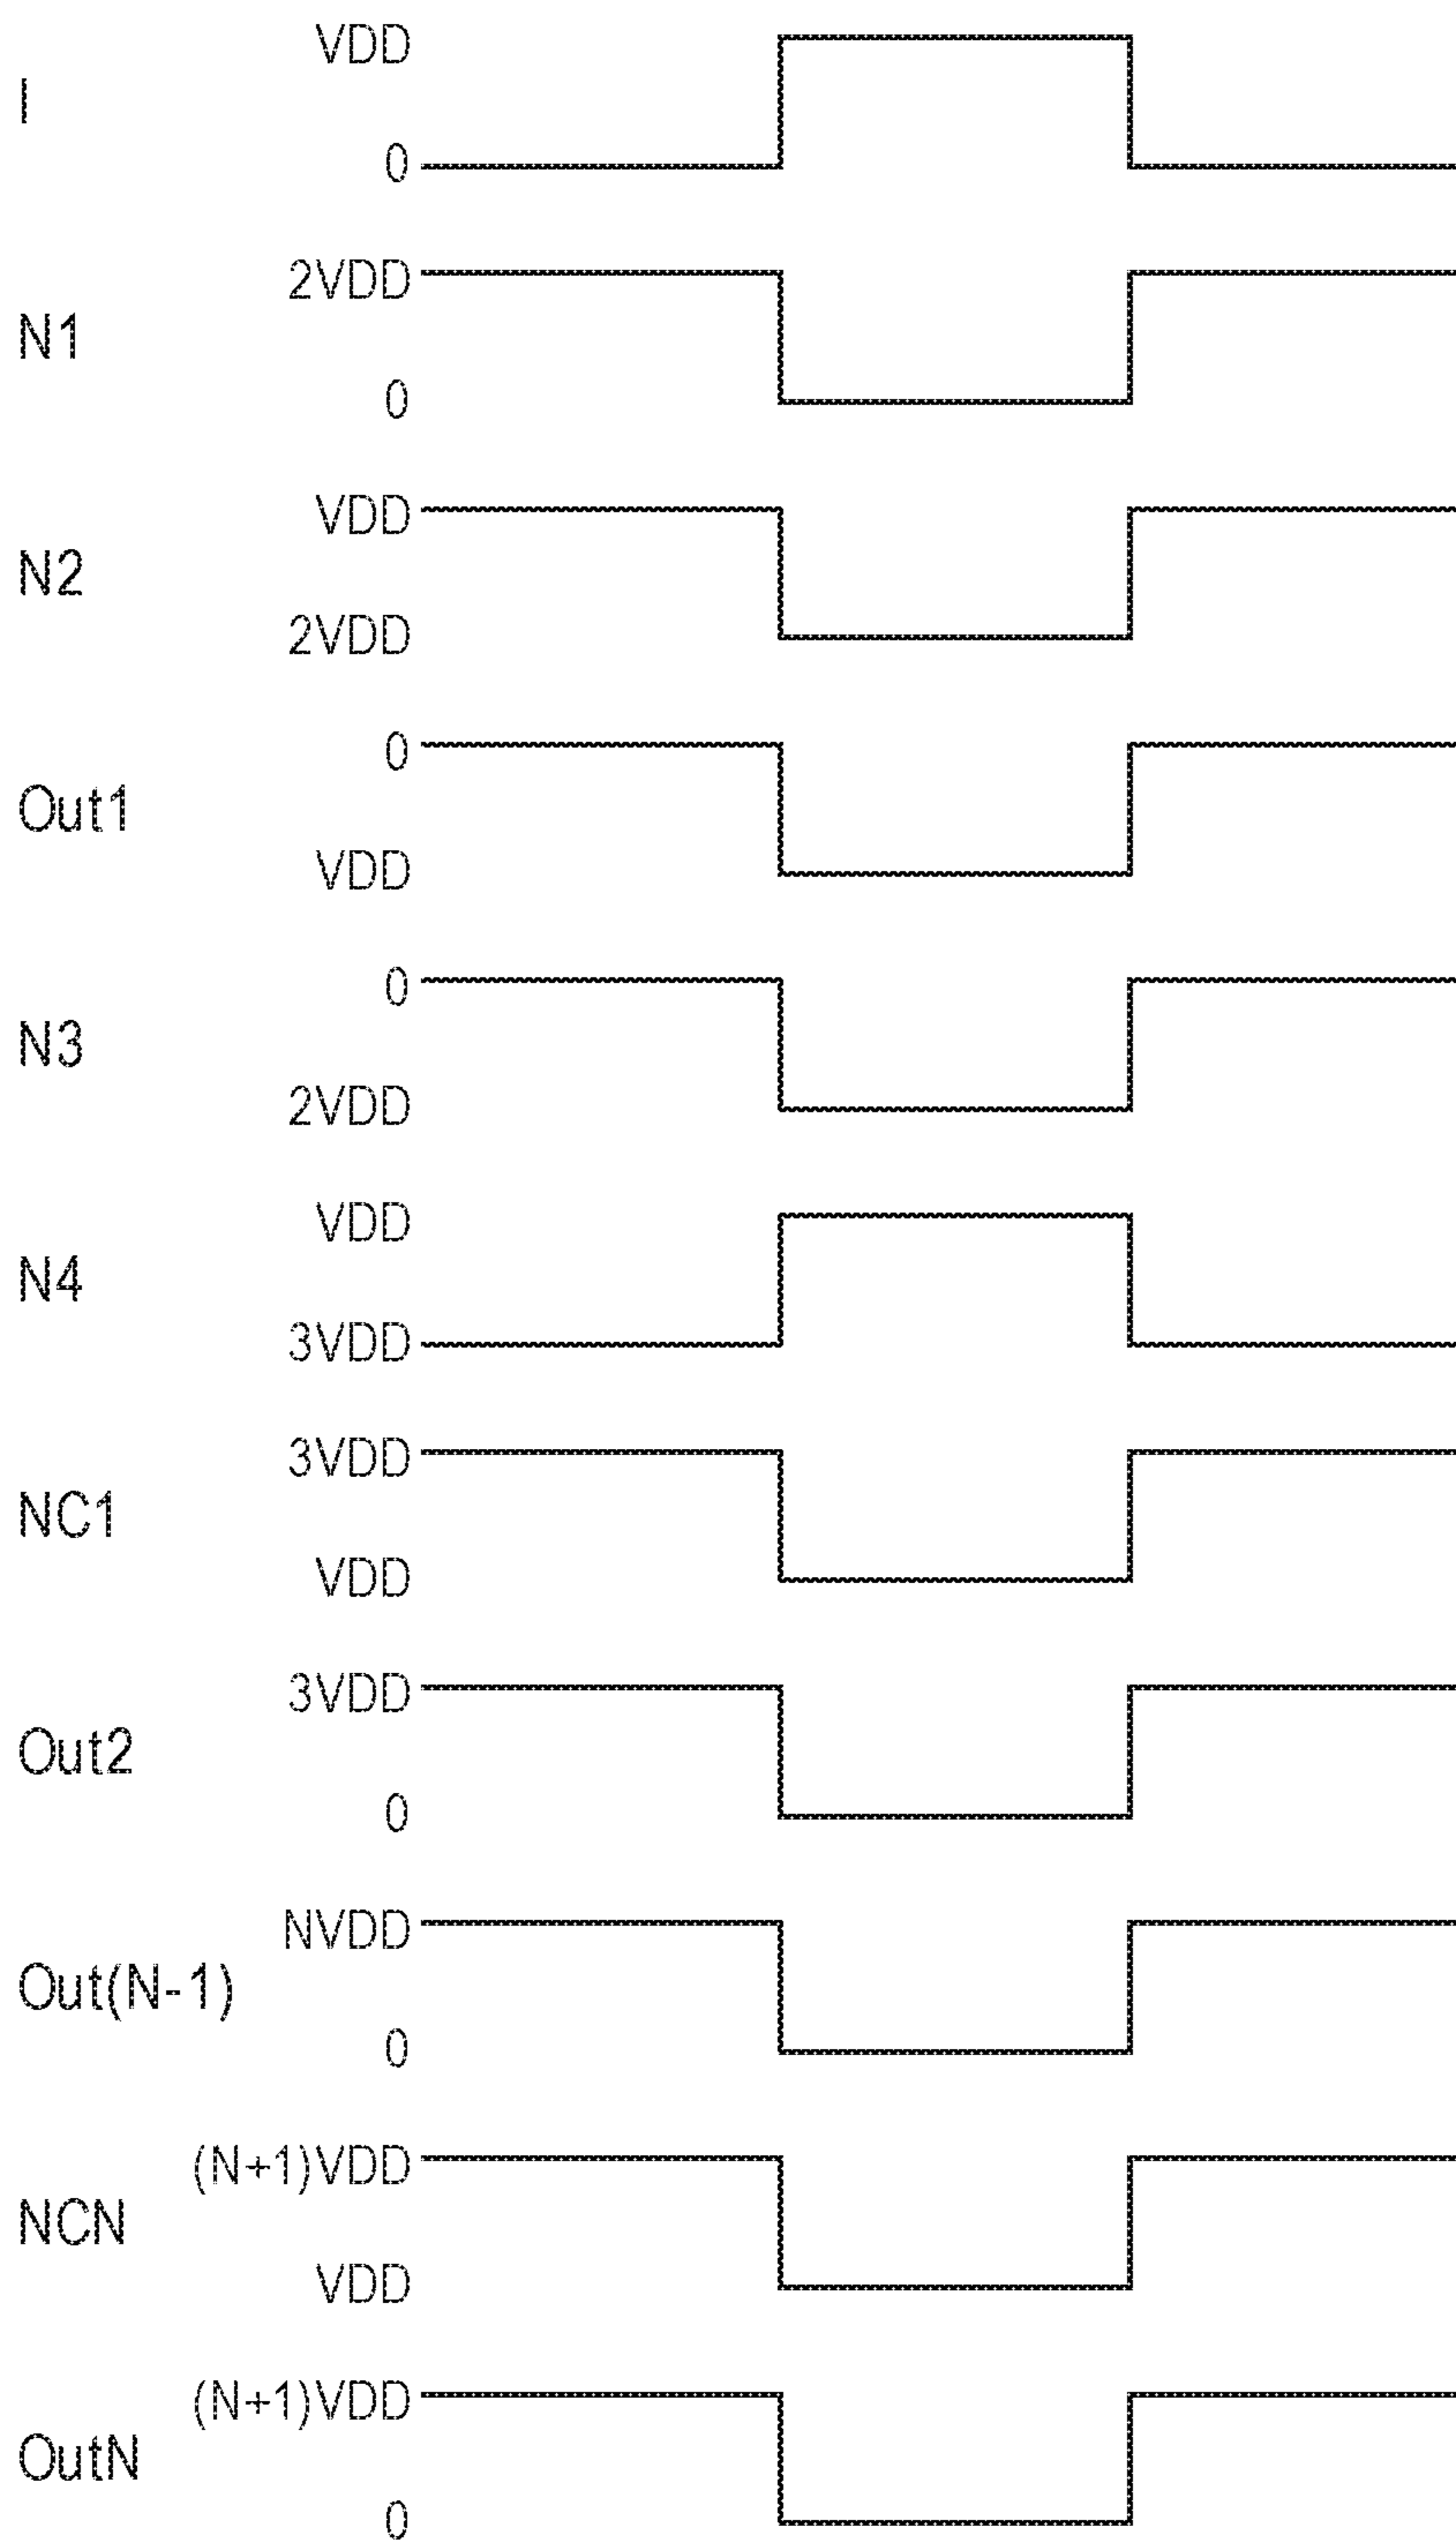 VDD
I
0
2VDD
N1
0
VDD
N2
2VDD
0
Out1
VDD
0
N3
2VDD
VDD
N4
3VDD
3VDD
NC1
VDD
3VDD
Out2
0
NVDD
Out(N-1)
0
(N+1)VDD
NCN
VDD
(N+1)VDD
OutN
0